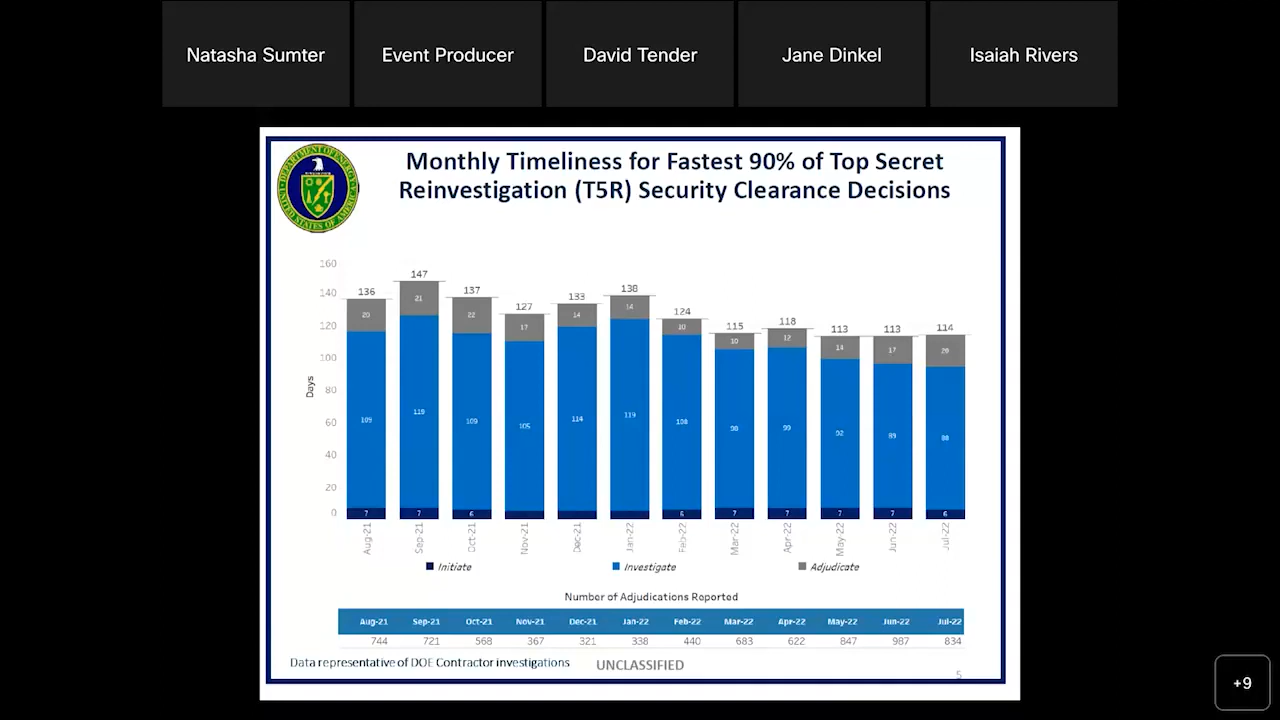 Natasha Sumter
Event Producer
David Tender
Jane Dinkel
Isaiah Rivers
Monthly Timeliness for Fastest 90% of Top Secret
Reinvestigation (T5R) Security Clearance Decisions
DEPARTMENT OF ENERGY
UNITED STATES OF AMERICA
160
140
120
100
80
60
40
20
0
Days
136 147 137 127 133 138 124 115 118 113 113 114
20 21 22 17 14 14 10 10 12 14 17 20
109 119 109 105 114 119 108 98 99 92 89 88
7 7 6 6 7 7 7 7 6
Aug-21 Sep-21 Oct-21 Nov-21 Dec-21 Jan-22 Feb-22 Mar-22 Apr-22 May-22 Jun-22 Jul-22
Initiate Investigate Adjudicate
Number of Adjudications Reported
Aug-21 Sep-21 Oct-21 Nov-21 Dec-21 Jan-22 Feb-22 Mar-22 Apr-22 May-22 Jun-22 Jul-22
744 721 568 367 321 338 440 683 622 847 987 834
Data representative of DOE Contractor investigations
UNCLASSIFIED
5
+9